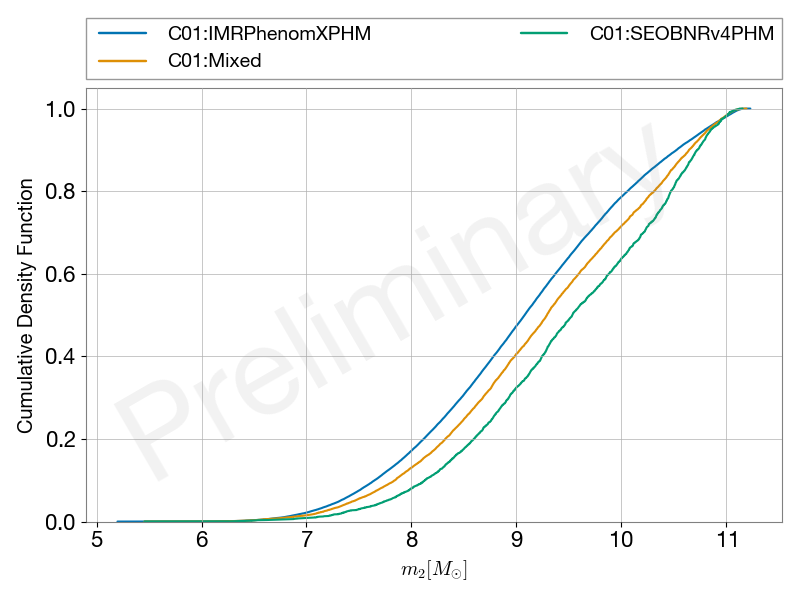 C01:IMRPhenomXPHM
C01:Mixed
C01:SEOBNRv4PHM
Cumulative Density Function
1.0
0.8
0.6
0.4
0.2
0.0
Preliminary
5 6 7 8 9 10 11
m₂[M⊙]